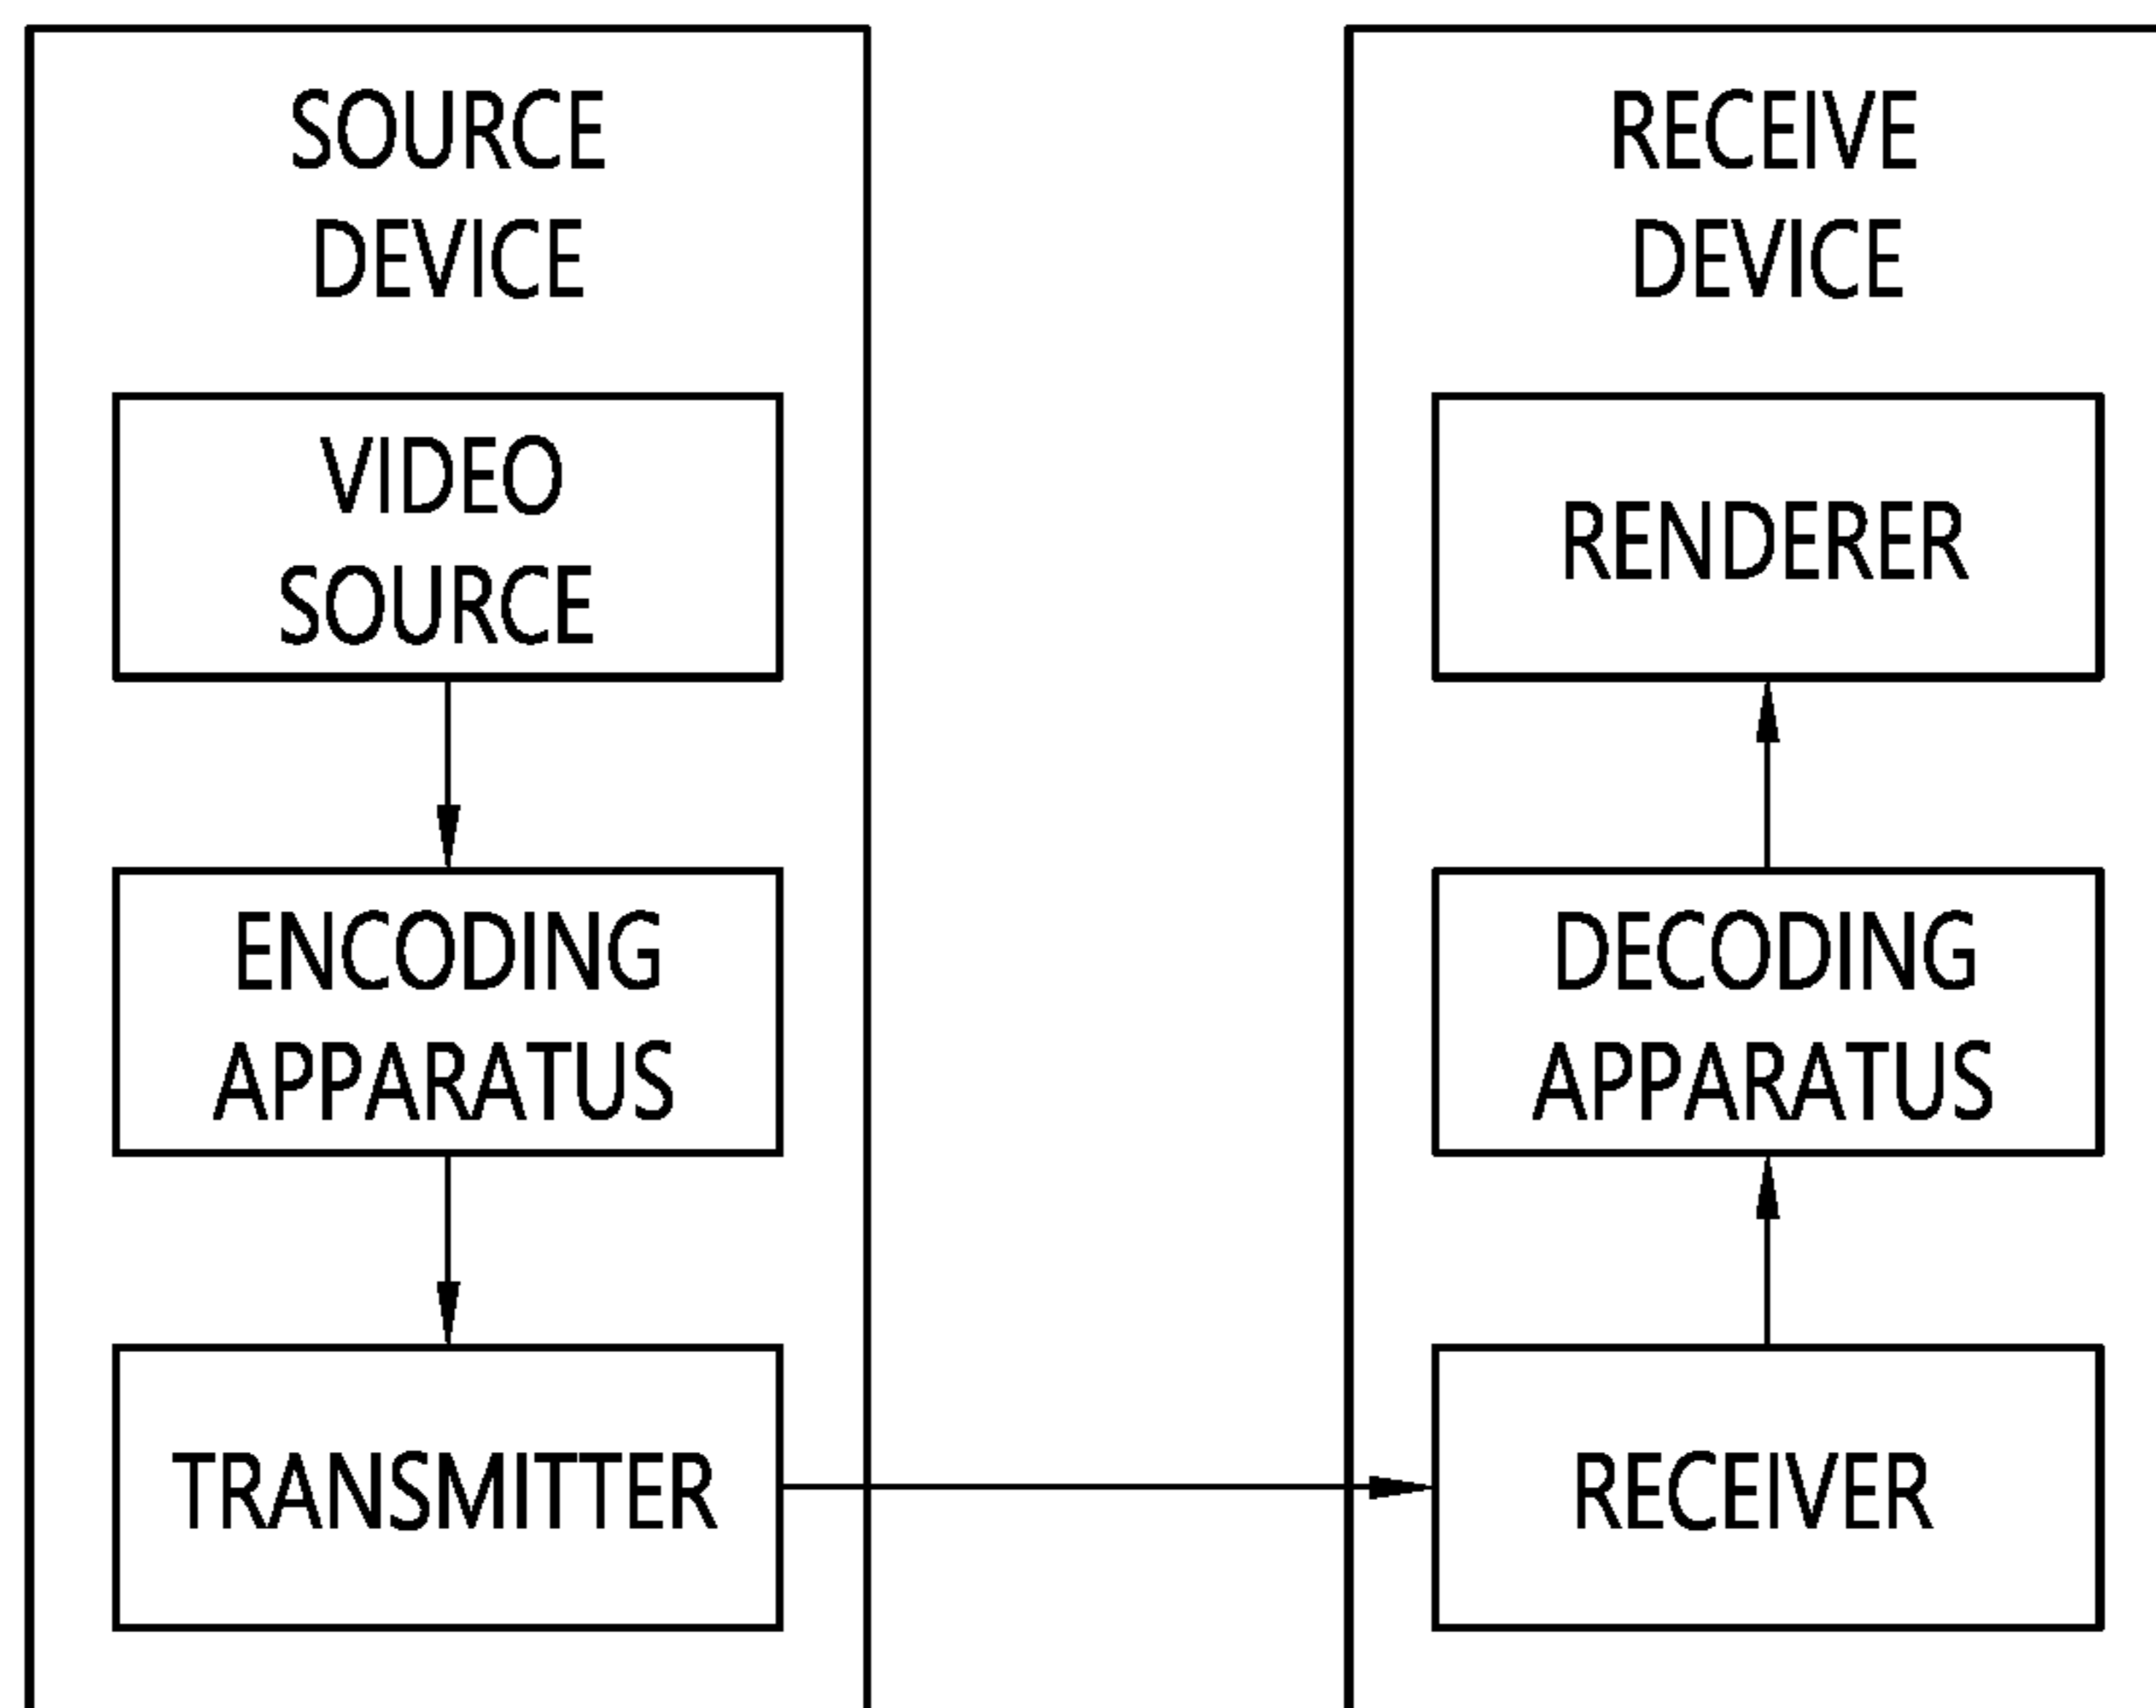 SOURCE
DEVICE
VIDEO
SOURCE
ENCODING
APPARATUS
TRANSMITTER
RECEIVE
DEVICE
RENDERER
DECODING
APPARATUS
RECEIVER